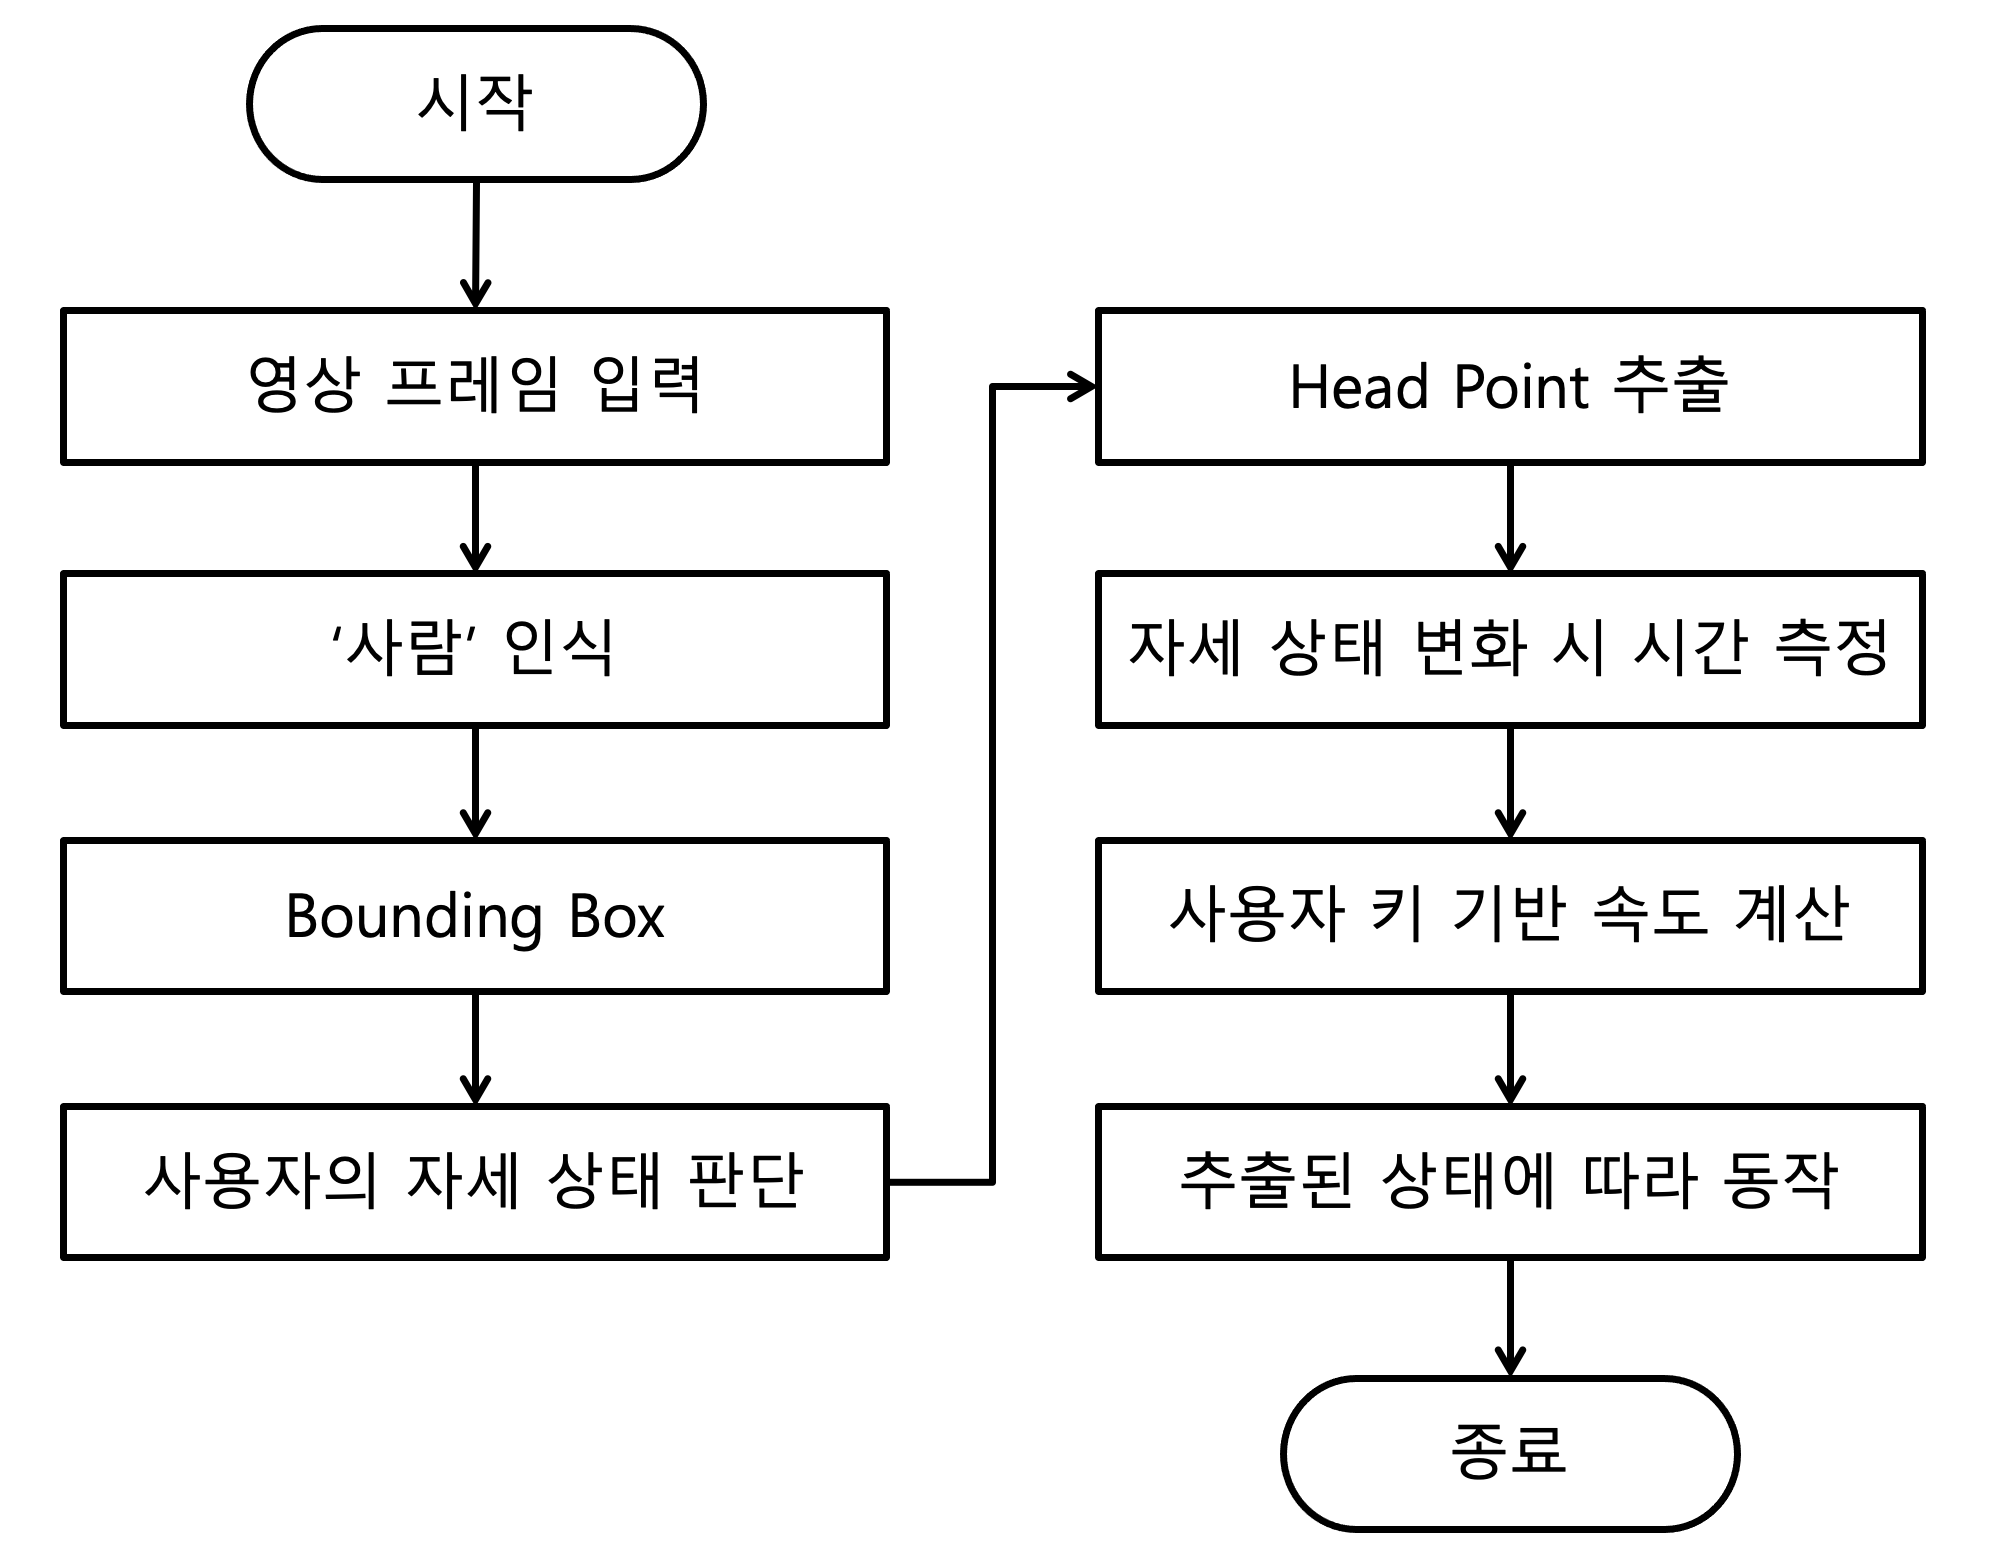 시작
영상 프레임 입력
‘사람’ 인식
Bounding Box
사용자의 자세 상태 판단
Head Point 추출
자세 상태 변화 시 시간 측정
사용자 키 기반 속도 계산
추출된 상태에 따라 동작
종료